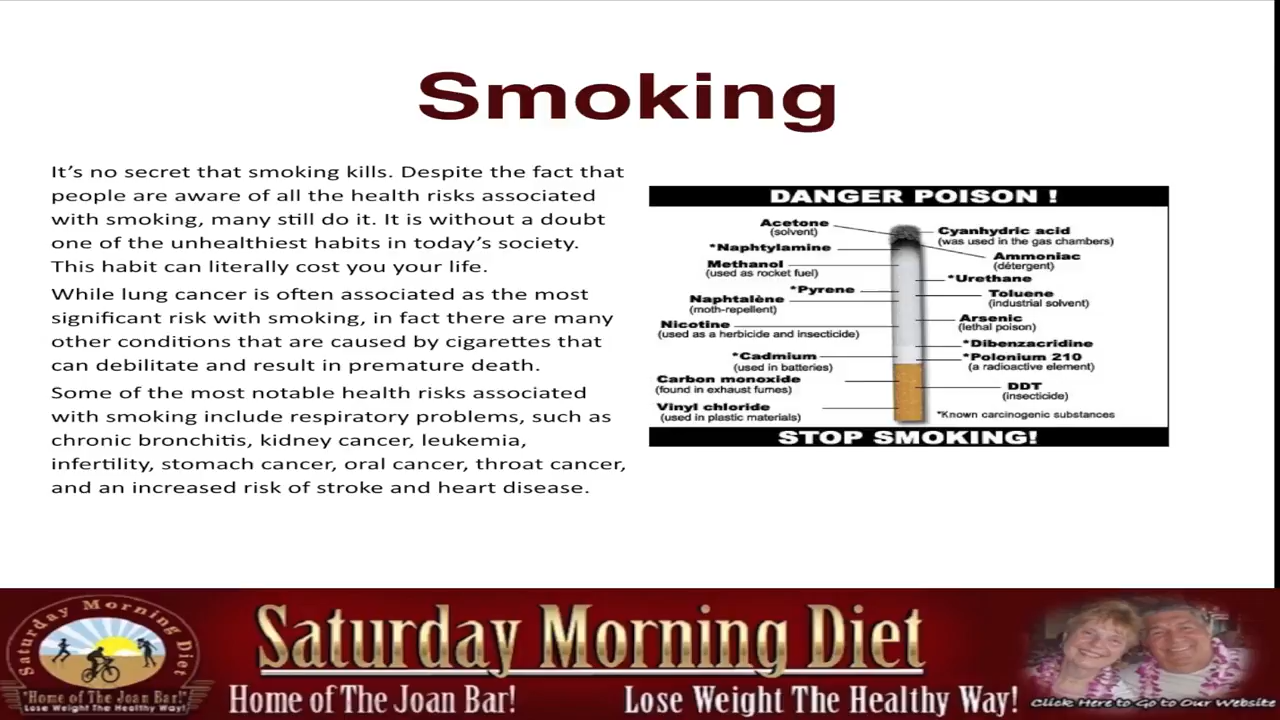 Smoking
It’s no secret that smoking kills. Despite the fact that
people are aware of all the health risks associated
with smoking, many still do it. It is without a doubt
one of the unhealthiest habits in today’s society.
This habit can literally cost you your life.
While lung cancer is often associated as the most
significant risk with smoking, in fact there are many
other conditions that are caused by cigarettes that
can debilitate and result in premature death.
Some of the most notable health risks associated
with smoking include respiratory problems, such as
chronic bronchitis, kidney cancer, leukemia,
infertility, stomach cancer, oral cancer, throat cancer,
and an increased risk of stroke and heart disease.
DANGER POISON !
Acetone
(solvent)
*Naphtylamine
Methanol
(used as rocket fuel)
*Pyrene
Naphtalène
(moth-repellent)
Nicotine
(used as a herbicide and insecticide)
*Cadmium
(used in batteries)
Carbon monoxide
(found in exhaust fumes)
Vinyl chloride
(used in plastic materials)
Cyanhydric acid
(was used in the gas chambers)
Ammoniac
(détergent)
*Urethane
Toluene
(industrial solvent)
Arsenic
(lethal poison)
*Dibenzacridine
*Polonium 210
(a radioactive element)
DDT
(insecticide)
*Known carcinogenic substances
STOP SMOKING!
Saturday Morning Diet
"Home of The Joan Bar!"
Lose Weight The Healthy Way!
Saturday Morning Diet
Home of The Joan Bar!
Lose Weight The Healthy Way!
Click Here to Go to Our Website